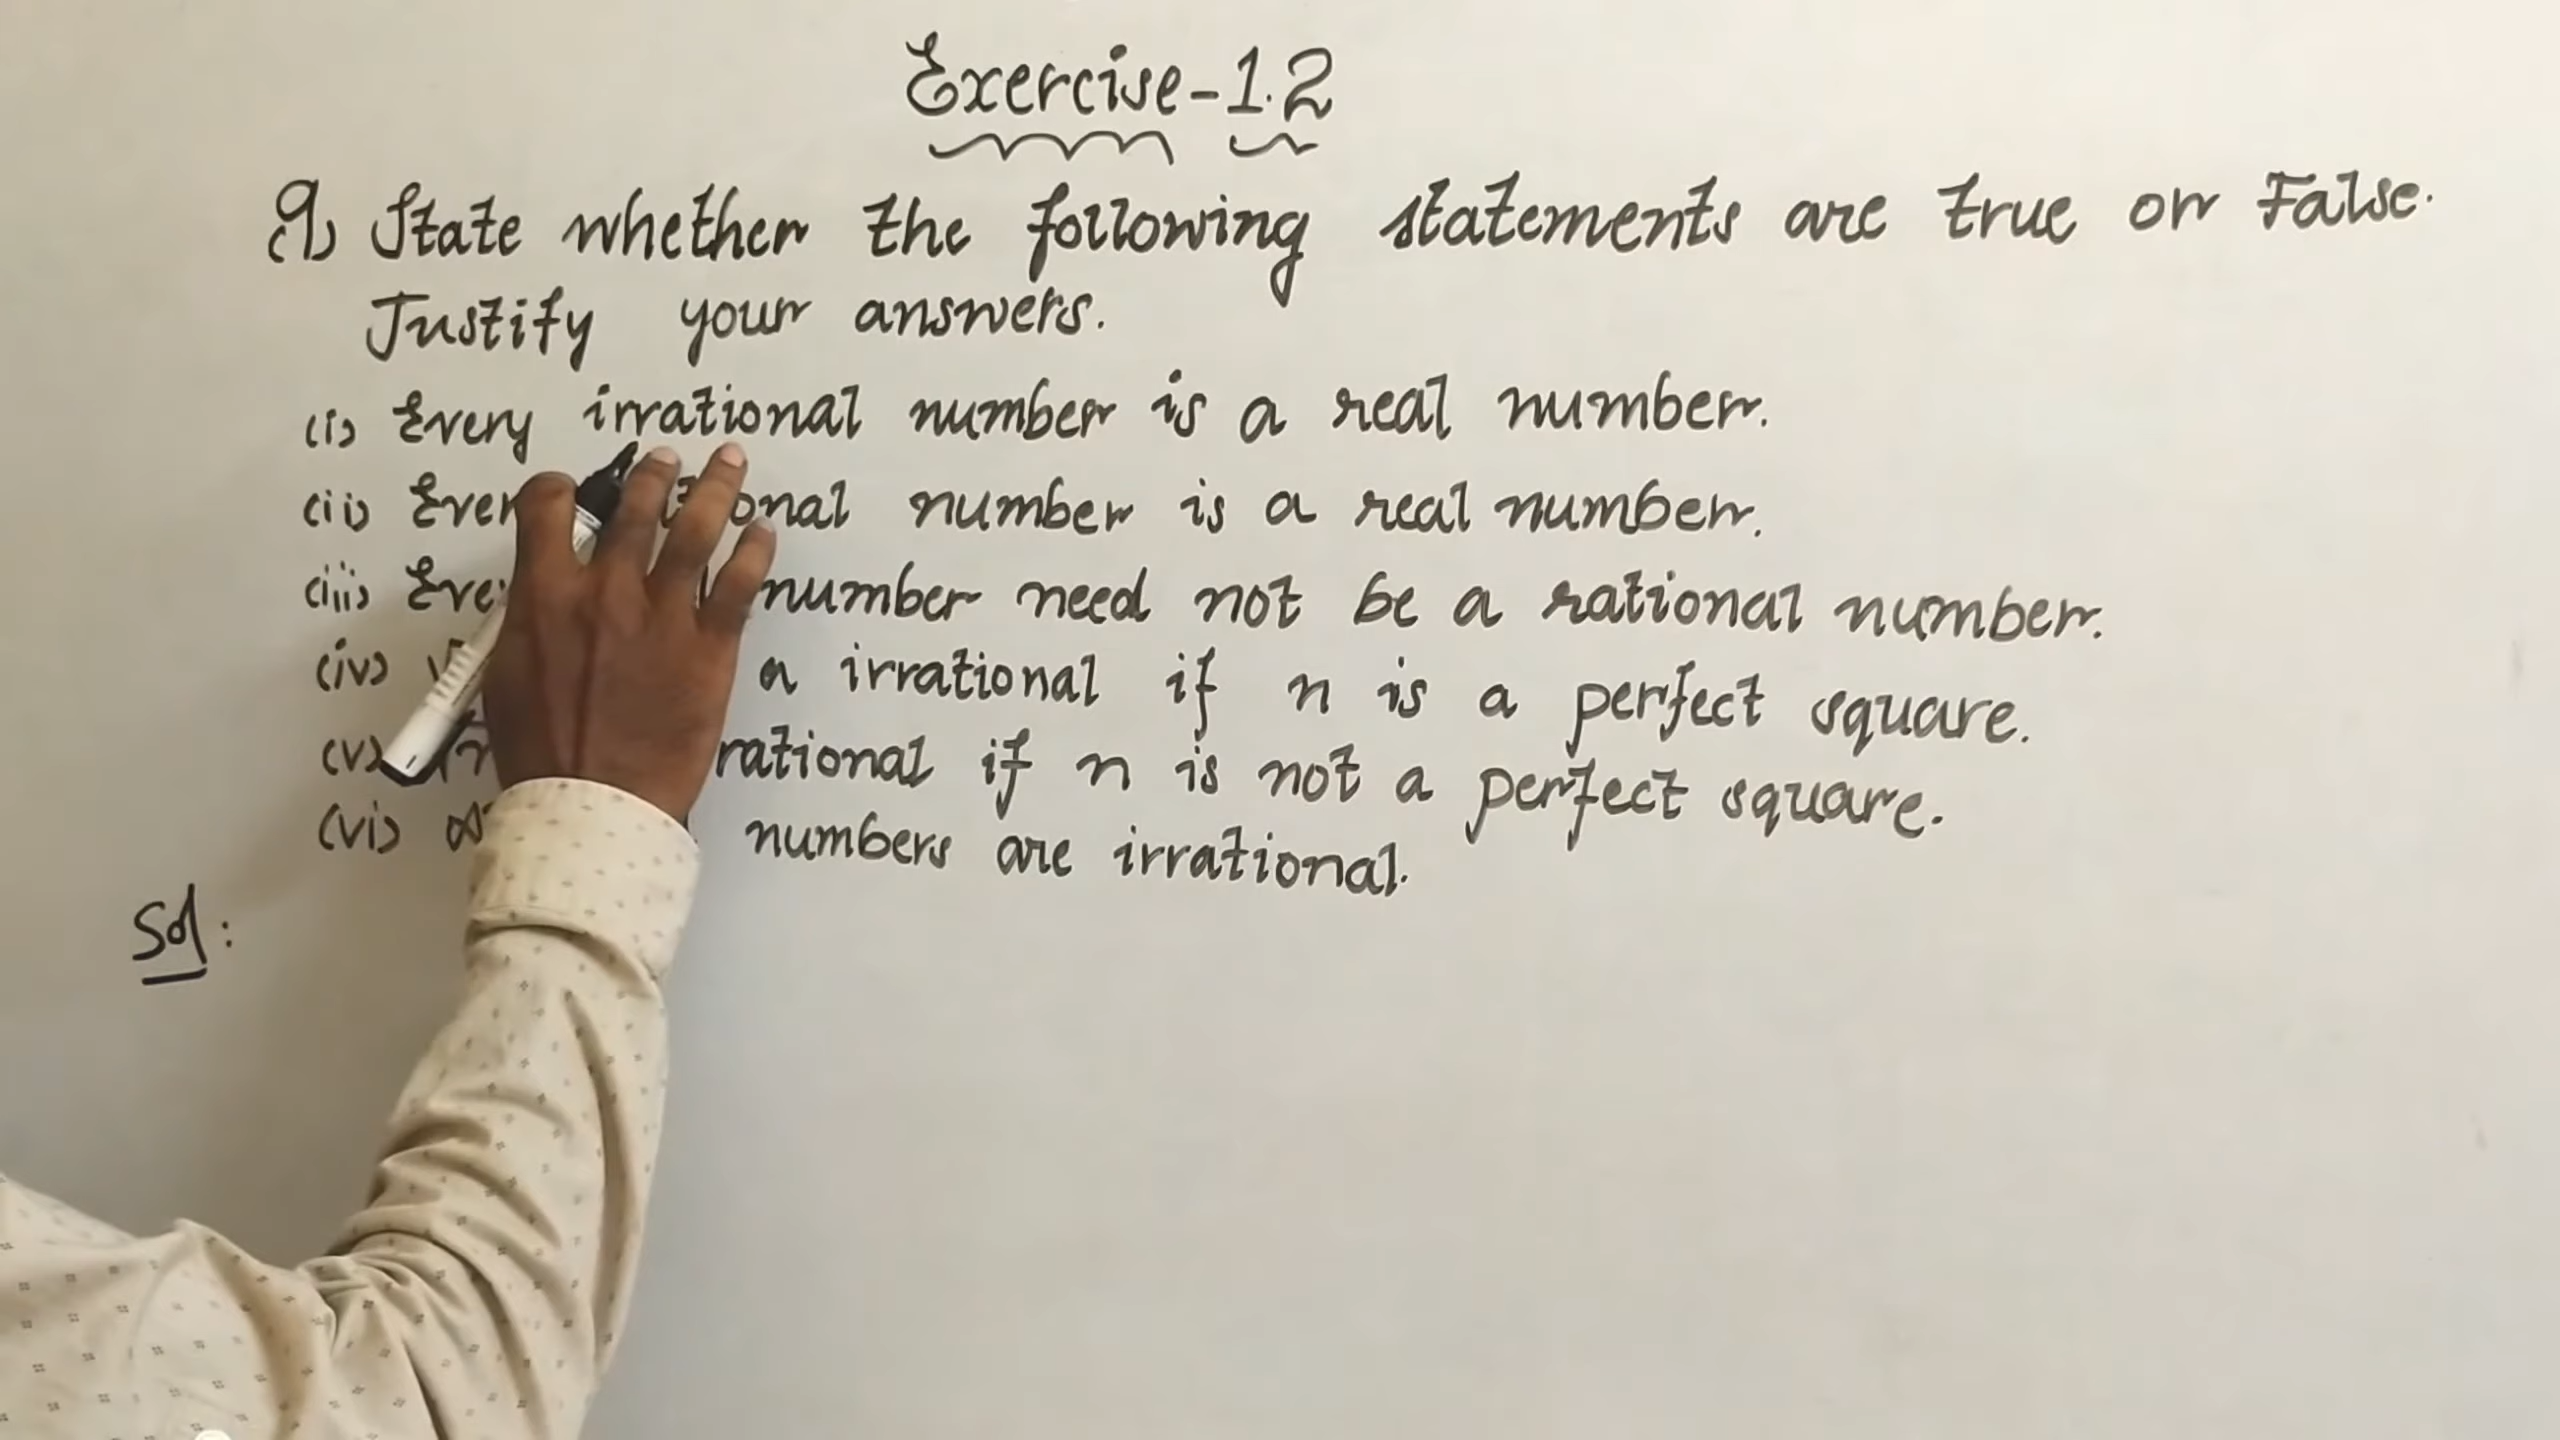 Exercise-1.2
Q1) State whether the following statements are true or False.
Justify your answers.
(i) Every irrational number is a real number.
(ii) number is a real number.
(iii) number need not be a rational number.
(iv) a irrational if n is a perfect square.
(v) rational if n is not a perfect square.
(vi) numbers are irrational.
Sol: